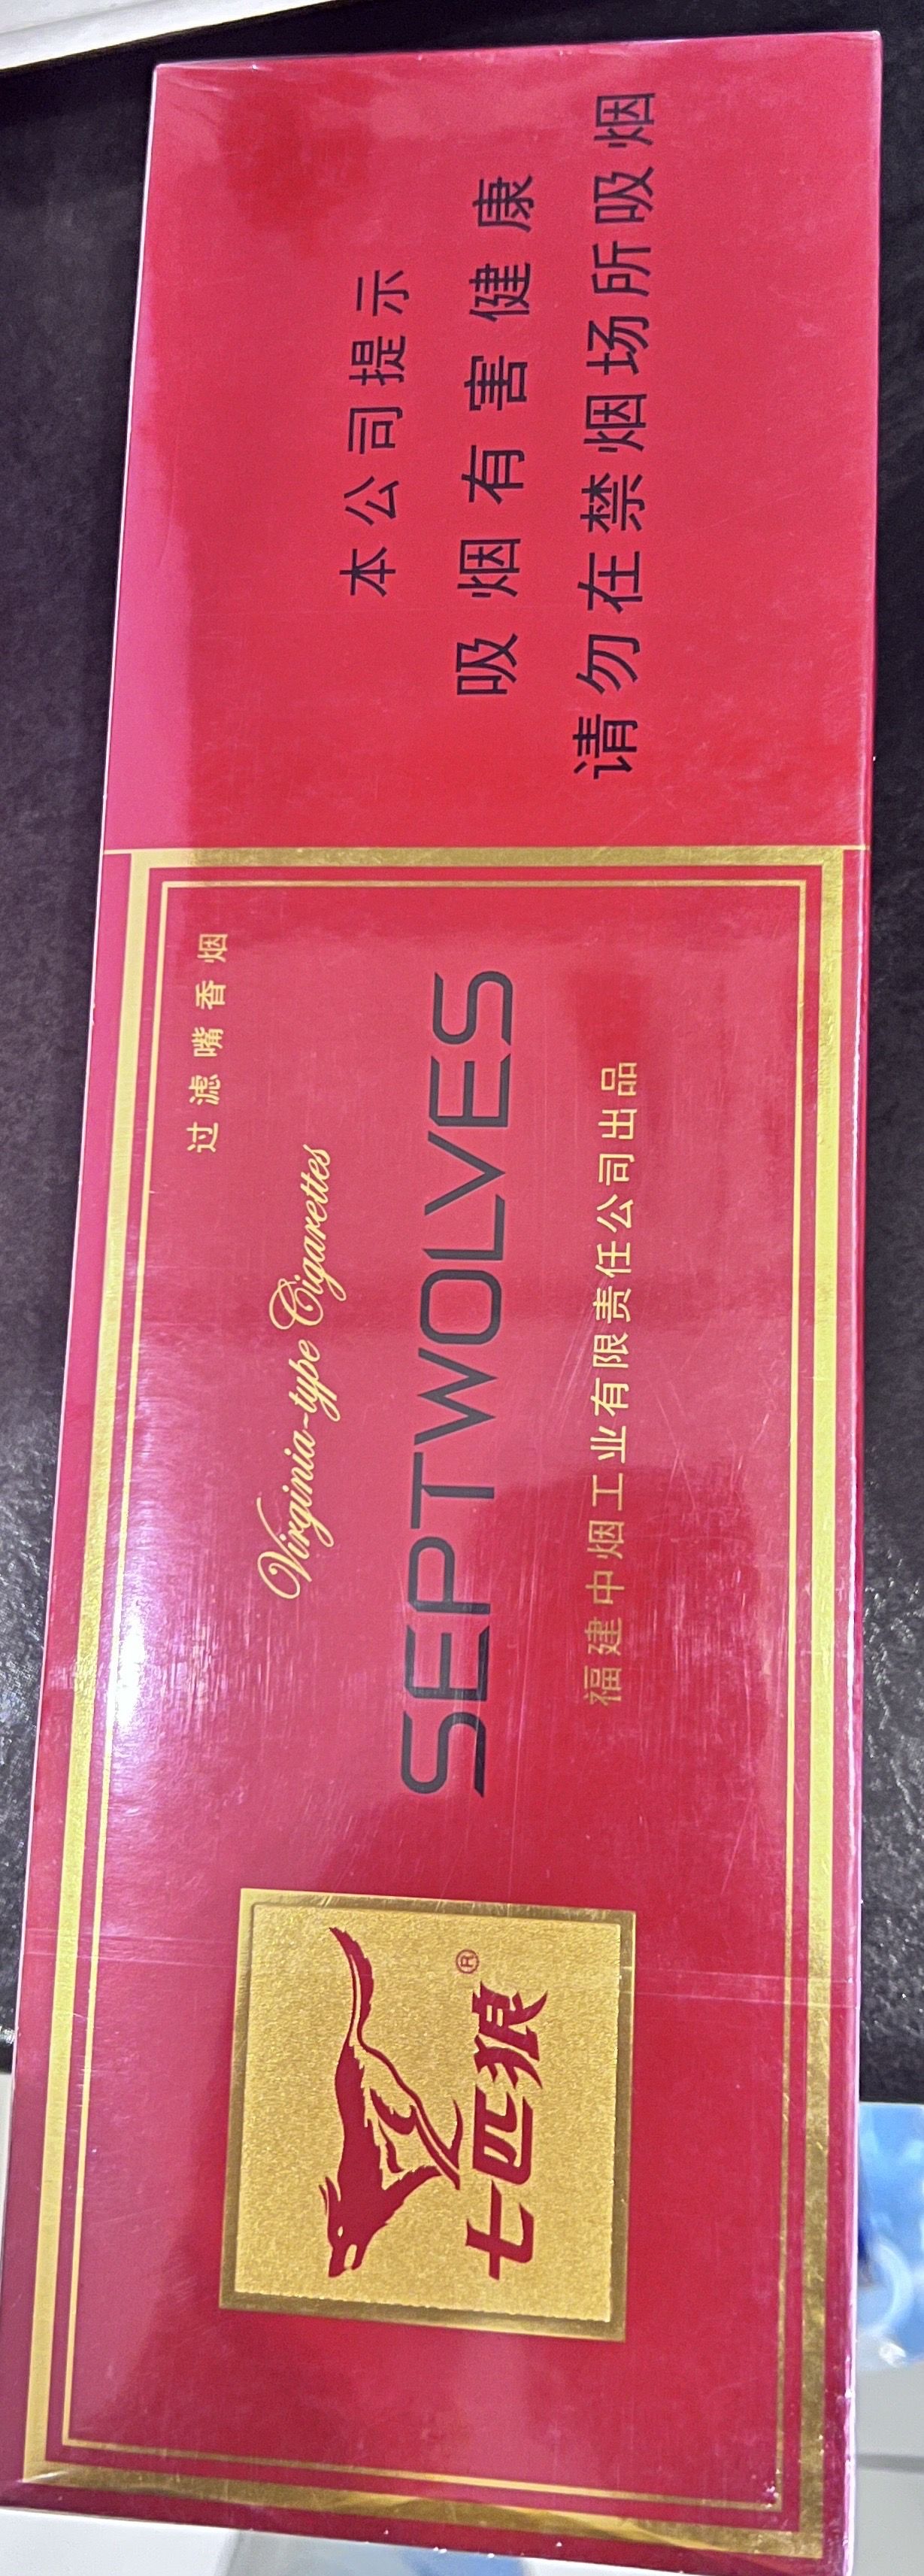 七匹狼®
过滤嘴香烟
Virginia-type Cigarettes
SEPTWOLVES
福建中烟工业有限责任公司出品
本公司提示
吸烟有害健康
请勿在禁烟场所吸烟